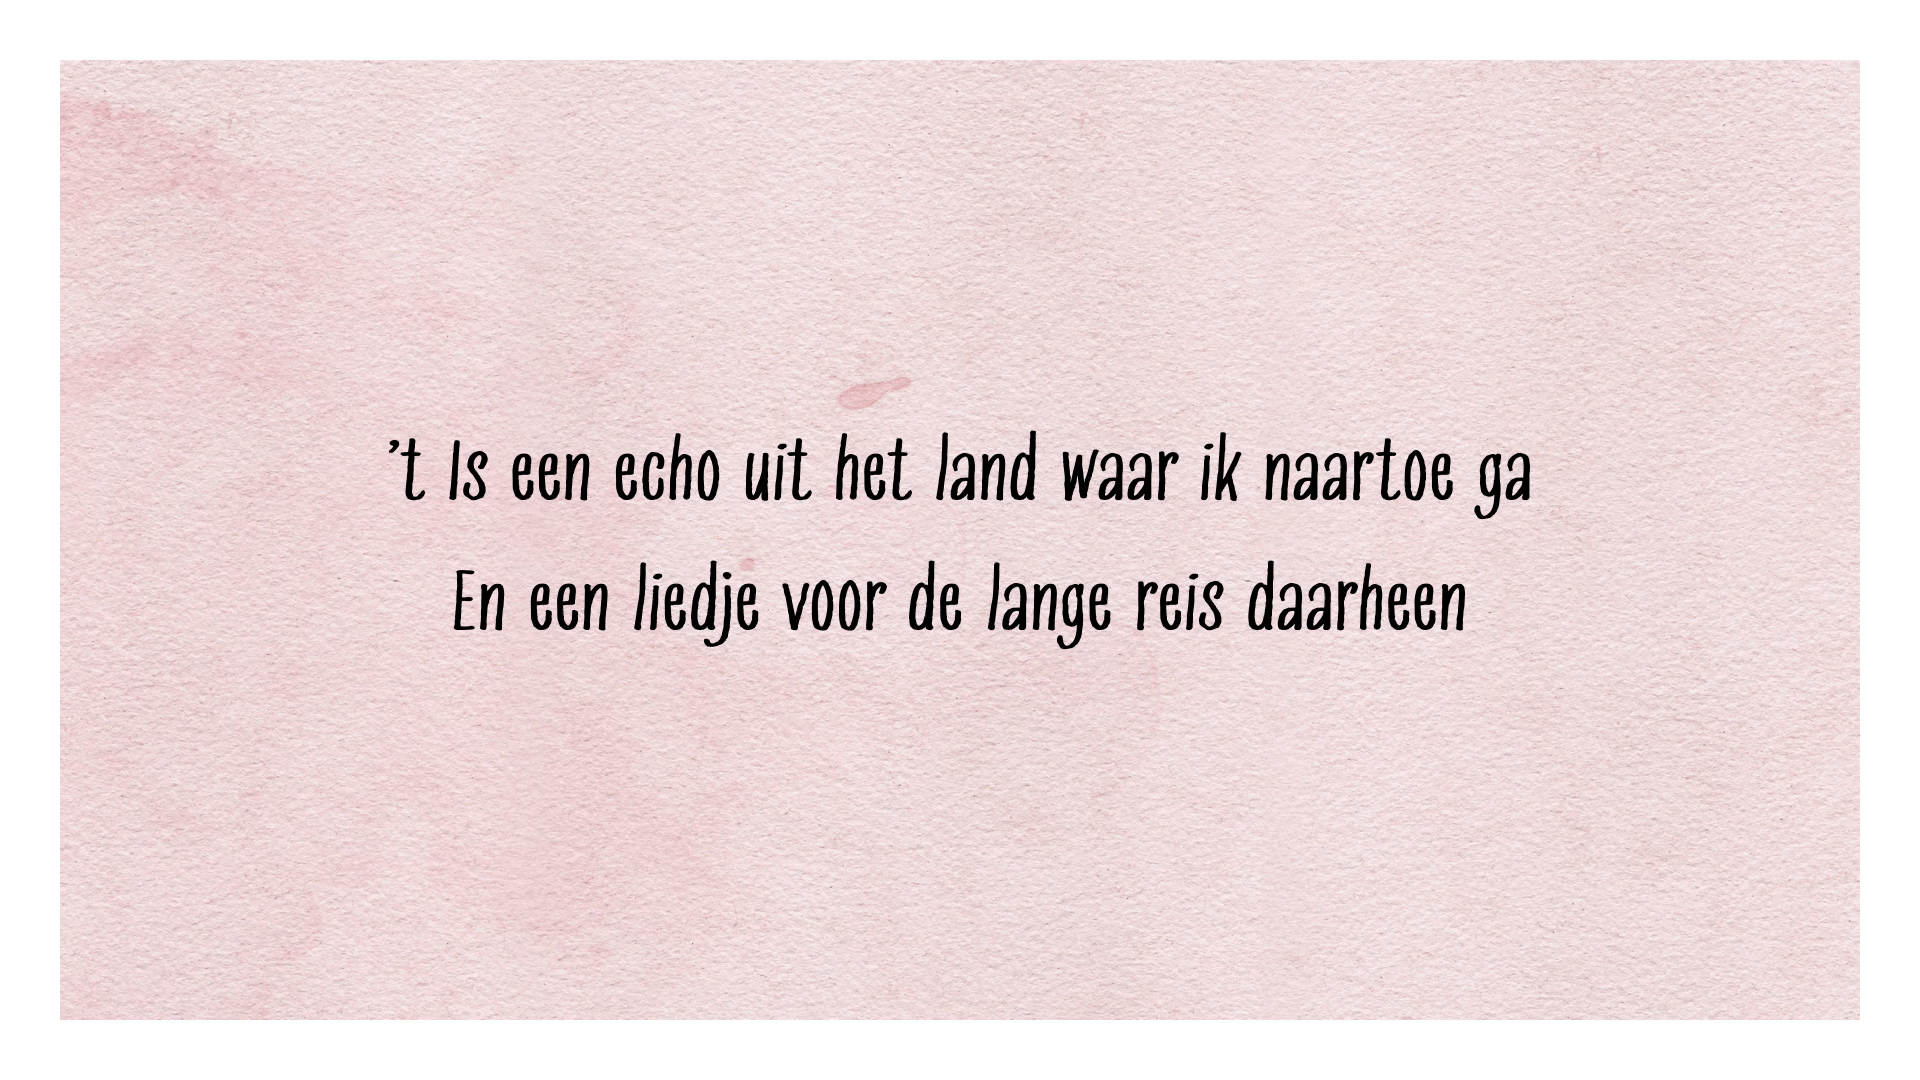 ’t Is een echo uit het land waar ik naartoe ga
En een liedje voor de lange reis daarheen